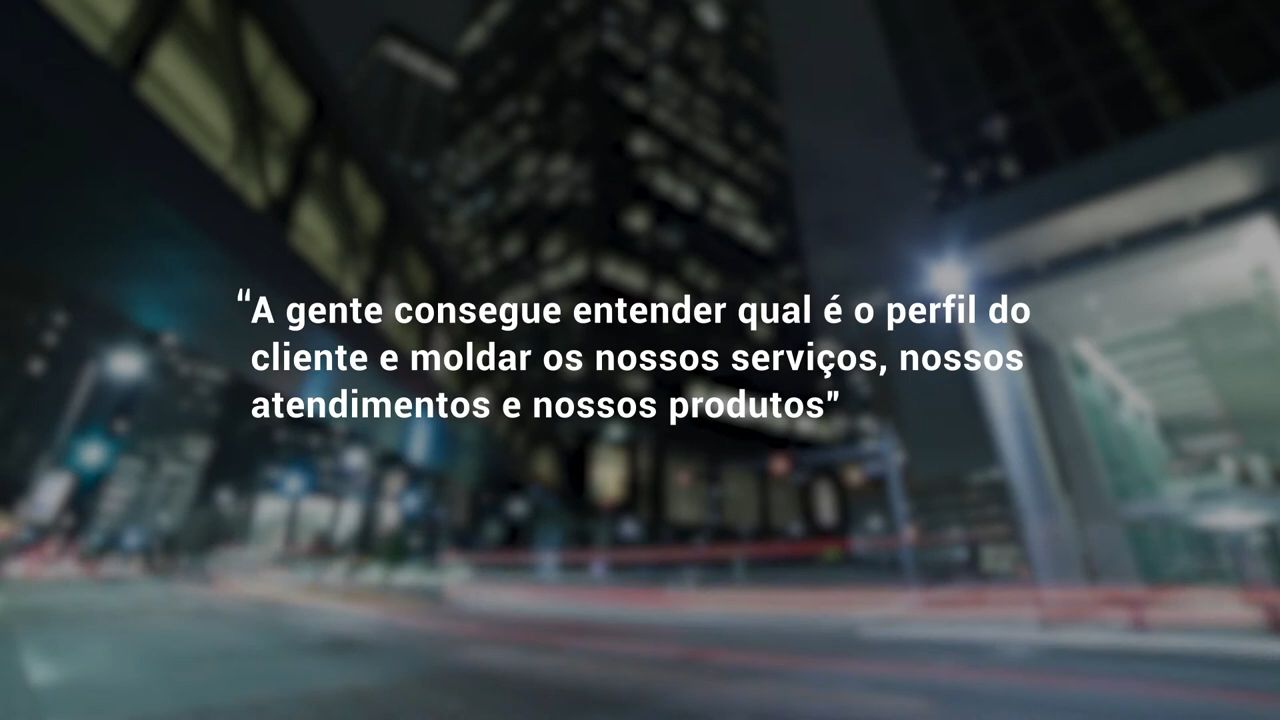 “A gente consegue entender qual é o perfil do
cliente e moldar os nossos serviços, nossos
atendimentos e nossos produtos”